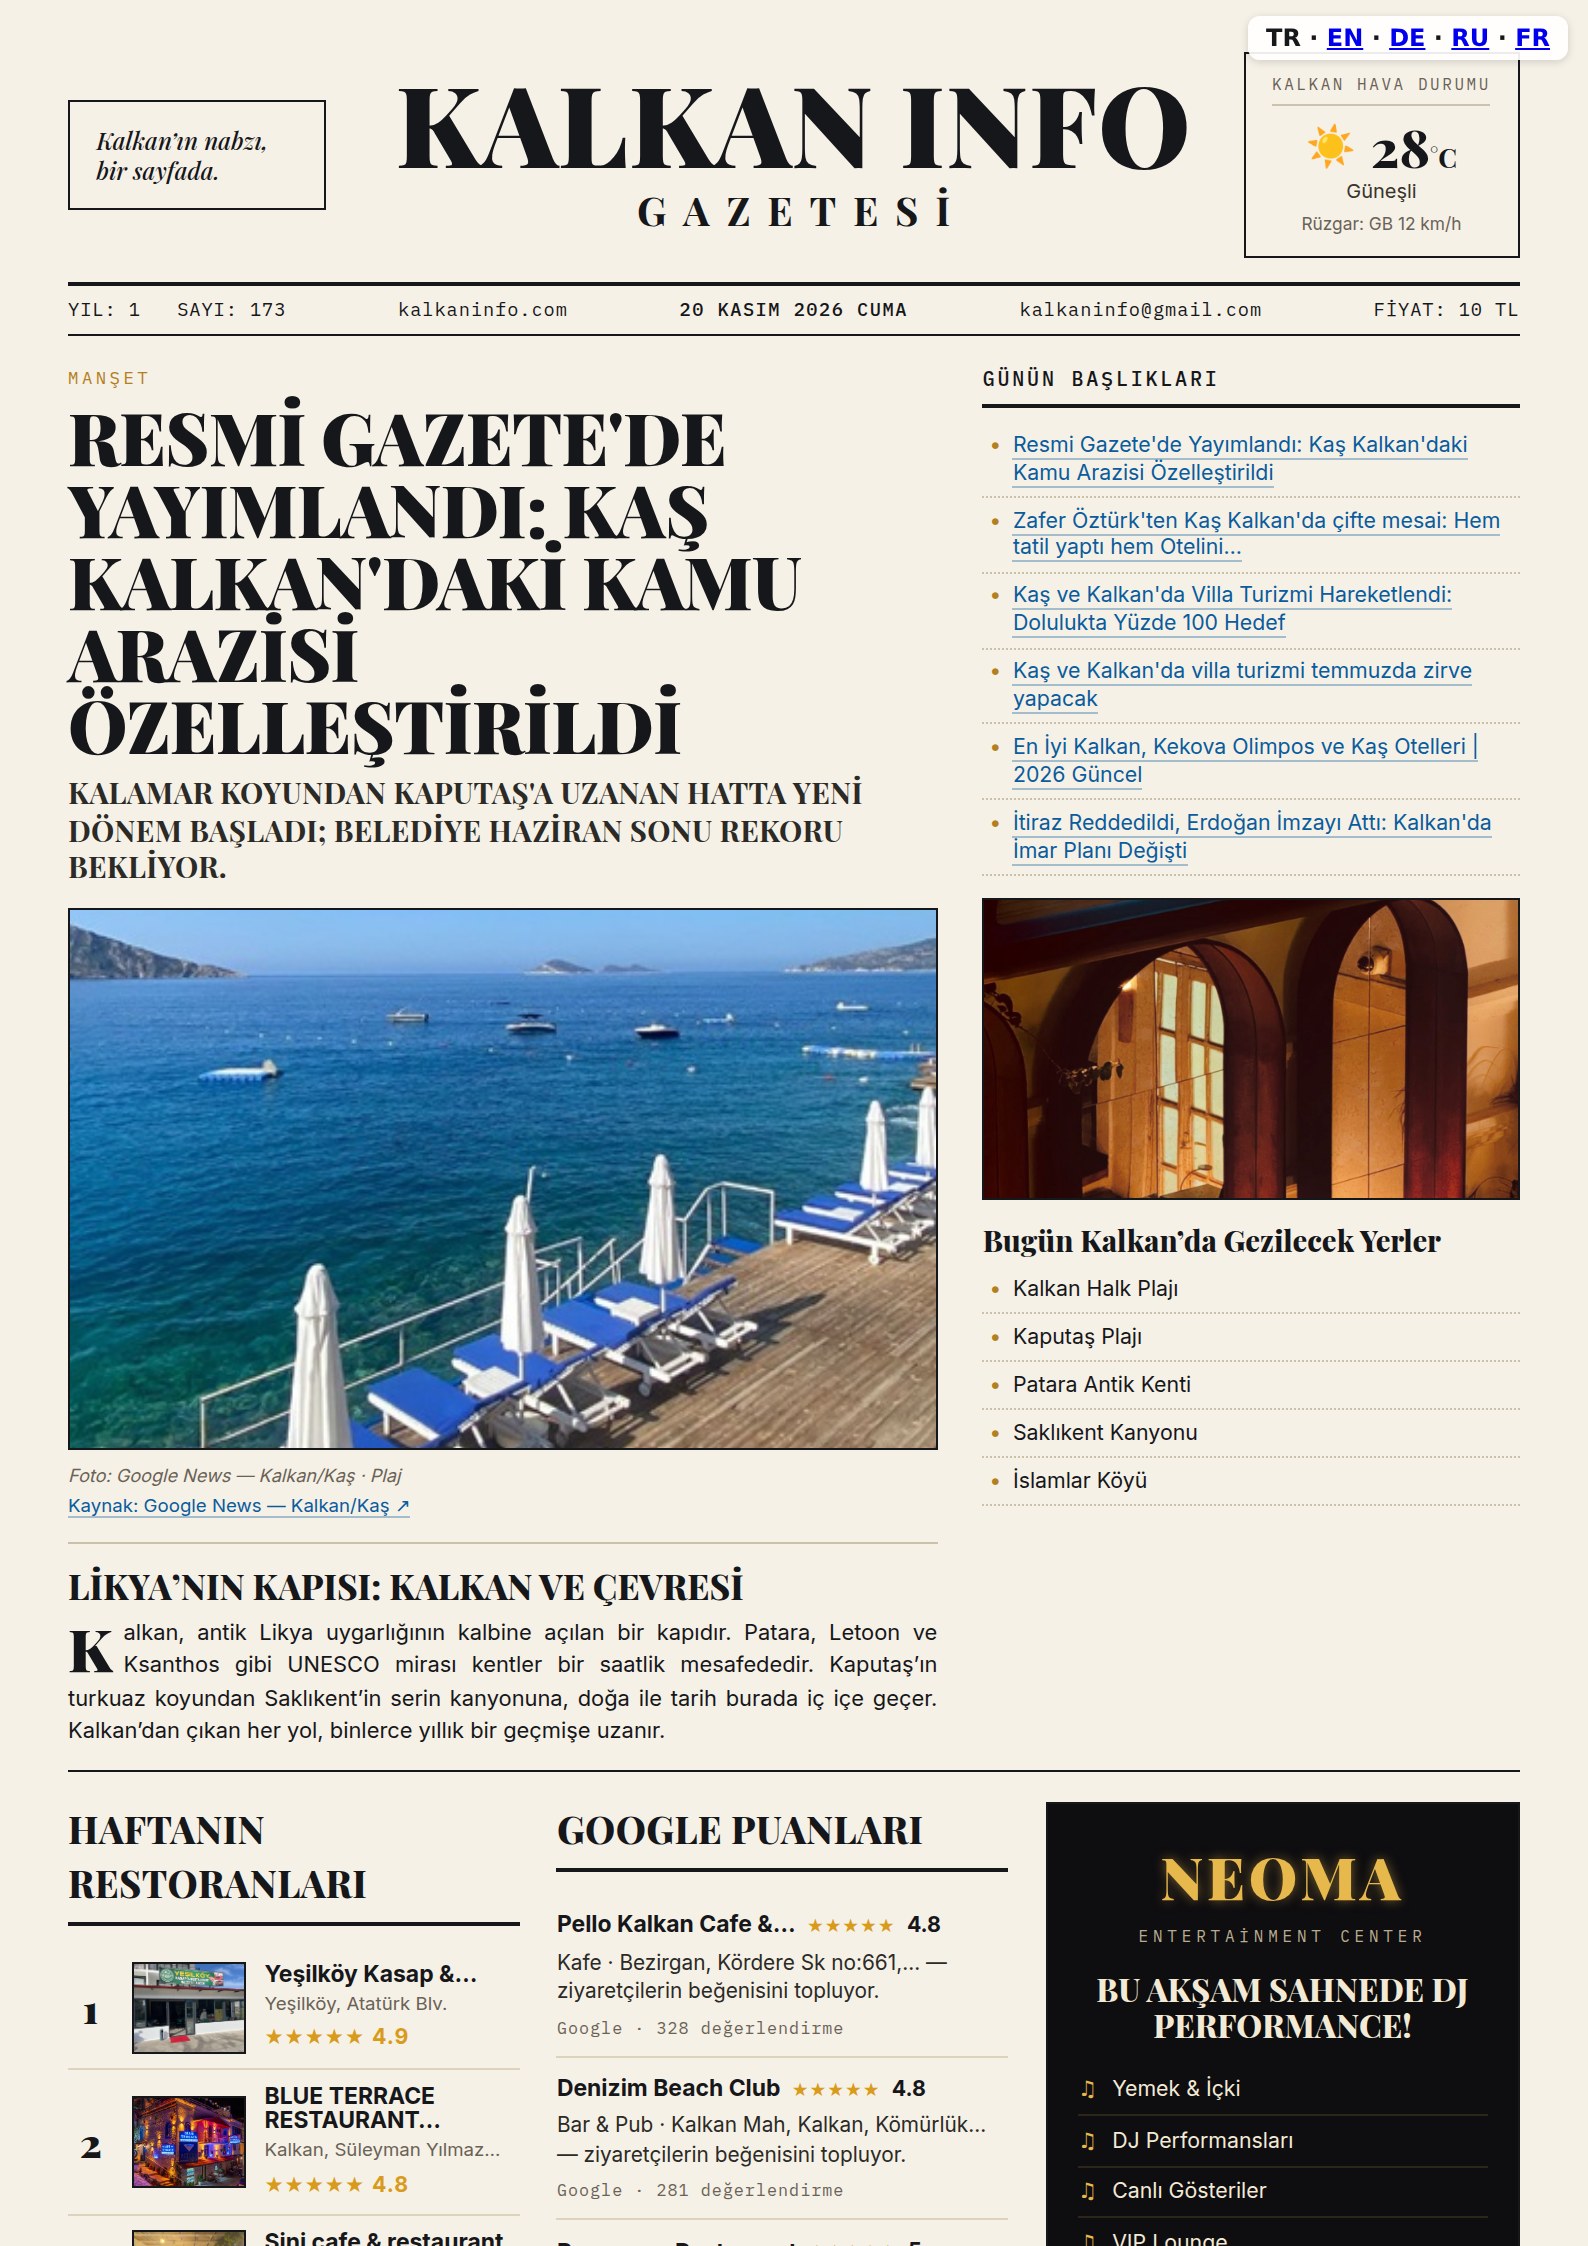 TR · EN · DE · RU · FR
Kalkan’ın nabzı,
bir sayfada.
KALKAN INFO
GAZETESİ
KALKAN HAVA DURUMU
☀️ 28°C
Güneşli
Rüzgar: GB 12 km/h
YIL: 1 SAYI: 173 kalkaninfo.com 20 KASIM 2026 CUMA kalkaninfo@gmail.com FİYAT: 10 TL
MANŞET
RESMİ GAZETE'DE
YAYIMLANDI: KAŞ
KALKAN'DAKİ KAMU
ARAZİSİ
ÖZELLEŞTİRİLDİ
KALAMAR KOYUNDAN KAPUTAŞ'A UZANAN HATTA YENİ
DÖNEM BAŞLADI; BELEDİYE HAZİRAN SONU REKORU
BEKLİYOR.
Foto: Google News — Kalkan/Kaş · Plaj
Kaynak: Google News — Kalkan/Kaş ↗
LİKYA’NIN KAPISI: KALKAN VE ÇEVRESİ
Kalkan, antik Likya uygarlığının kalbine açılan bir kapıdır. Patara, Letoon ve
Ksanthos gibi UNESCO mirası kentler bir saatlik mesafededir. Kaputaş’ın
turkuaz koyundan Saklıkent’in serin kanyonuna, doğa ile tarih burada iç içe geçer.
Kalkan’dan çıkan her yol, binlerce yıllık bir geçmişe uzanır.
GÜNÜN BAŞLIKLARI
• Resmi Gazete'de Yayımlandı: Kaş Kalkan'daki
Kamu Arazisi Özelleştirildi
• Zafer Öztürk'ten Kaş Kalkan'da çifte mesai: Hem
tatil yaptı hem Otelini...
• Kaş ve Kalkan'da Villa Turizmi Hareketlendi:
Dolulukta Yüzde 100 Hedef
• Kaş ve Kalkan'da villa turizmi temmuzda zirve
yapacak
• En İyi Kalkan, Kekova Olimpos ve Kaş Otelleri |
2026 Güncel
• İtiraz Reddedildi, Erdoğan İmzayı Attı: Kalkan'da
İmar Planı Değişti
Bugün Kalkan’da Gezilecek Yerler
• Kalkan Halk Plajı
• Kaputaş Plajı
• Patara Antik Kenti
• Saklıkent Kanyonu
• İslamlar Köyü
HAFTANIN
RESTORANLARI
1
Yeşilköy Kasap &...
Yeşilköy, Atatürk Blv.
★★★★★ 4.9
2
BLUE TERRACE
RESTAURANT...
Kalkan, Süleyman Yılmaz...
★★★★★ 4.8
Sini cafe & restaurant
GOOGLE PUANLARI
Pello Kalkan Cafe &... ★★★★★ 4.8
Kafe · Bezirgan, Kördere Sk no:661,... —
ziyaretçilerin beğenisini topluyor.
Google · 328 değerlendirme
Denizim Beach Club ★★★★★ 4.8
Bar & Pub · Kalkan Mah, Kalkan, Kömürlük...
— ziyaretçilerin beğenisini topluyor.
Google · 281 değerlendirme
NEOMA
ENTERTAİNMENT CENTER
BU AKŞAM SAHNEDE DJ
PERFORMANCE!
♫ Yemek & İçki
♫ DJ Performansları
♫ Canlı Gösteriler
♫ VIP Lounge